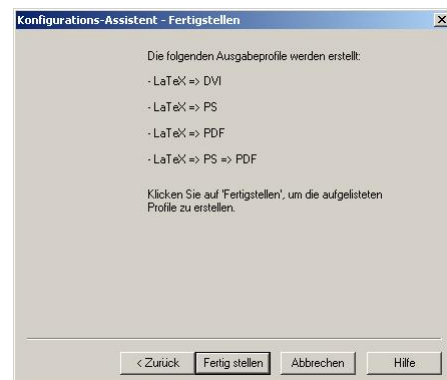 Konfigurations-Assistent - Fertigstellen
Die folgenden Ausgabeprofile werden erstellt:
- LaTeX => DVI
- LaTeX => PS
- LaTeX => PDF
- LaTeX => PS => PDF
Klicken Sie auf 'Fertigstellen', um die aufgelisteten
Profile zu erstellen.
< Zurück Fertig stellen Abbrechen Hilfe